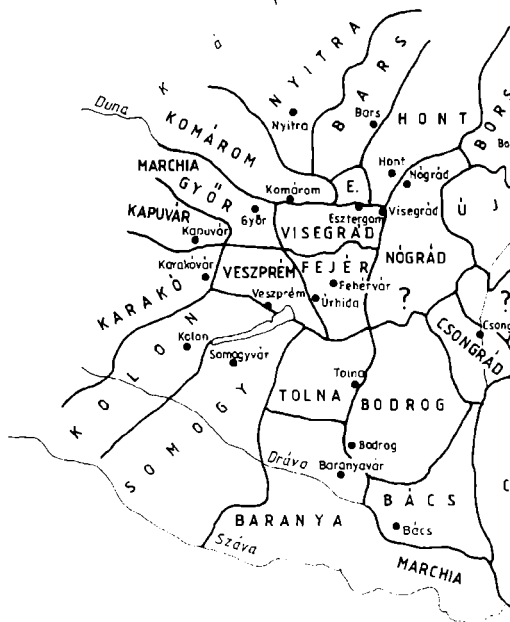 K á
NYITRA
BARS
Duna
Nyitra
Bars
HONT
BORS
KOMÁROM
MARCHIA
Hont
Nógrád
GYŐR
Komárom
E.
Ú J
KAPUVÁR
Győr
Esztergom
Visegrád
Kapuvár
VISEGRÁD
Karakóvár
VESZPRÉM
FEJÉR
NÓGRÁD
Fehérvár
KARAKÓ
Veszprém
Úrhida
?
?
Csong
CSONGRÁD
Kolon
Somogyvár
KOLON
Tolna
TOLNA
BODROG
SOMOGY
Bodrog
Dráva
Baranyavár
BÁCS
BARANYA
Bács
Száva
MARCHIA